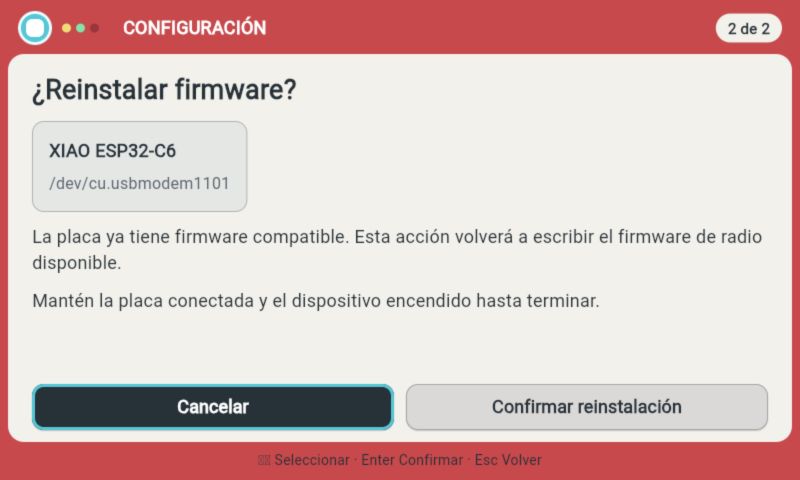 CONFIGURACIÓN
2 de 2
¿Reinstalar firmware?
XIAO ESP32-C6
/dev/cu.usbmodem1101
La placa ya tiene firmware compatible. Esta acción volverá a escribir el firmware de radio
disponible.
Mantén la placa conectada y el dispositivo encendido hasta terminar.
Cancelar
Confirmar reinstalación
Seleccionar · Enter Confirmar · Esc Volver